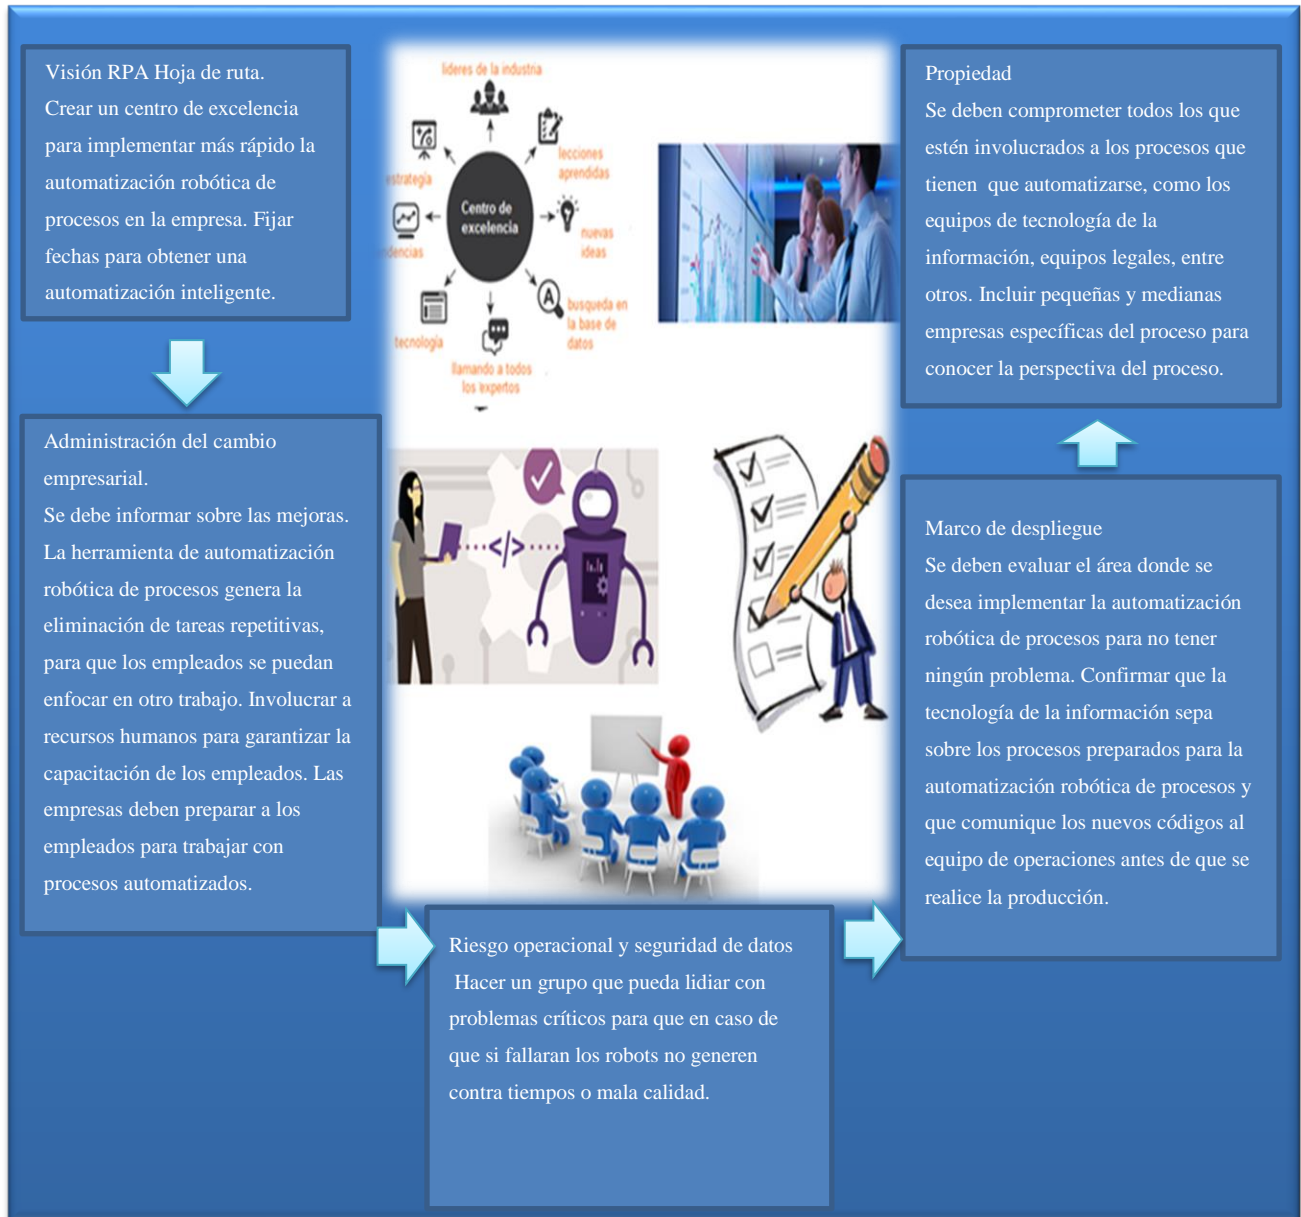 Visión RPA Hoja de ruta.
Crear un centro de excelencia
para implementar más rápido la
automatización robótica de
procesos en la empresa. Fijar
fechas para obtener una
automatización inteligente.
Administración del cambio
empresarial.
Se debe informar sobre las mejoras.
La herramienta de automatización
robótica de procesos genera la
eliminación de tareas repetitivas,
para que los empleados se puedan
enfocar en otro trabajo. Involucrar a
recursos humanos para garantizar la
capacitación de los empleados. Las
empresas deben preparar a los
empleados para trabajar con
procesos automatizados.
Riesgo operacional y seguridad de datos
Hacer un grupo que pueda lidiar con
problemas críticos para que en caso de
que si fallaran los robots no generen
contra tiempos o mala calidad.
Marco de despliegue
Se deben evaluar el área donde se
desea implementar la automatización
robótica de procesos para no tener
ningún problema. Confirmar que la
tecnología de la información sepa
sobre los procesos preparados para la
automatización robótica de procesos y
que comunique los nuevos códigos al
equipo de operaciones antes de que se
realice la producción.
Propiedad
Se deben comprometer todos los que
estén involucrados a los procesos que
tienen que automatizarse, como los
equipos de tecnología de la
información, equipos legales, entre
otros. Incluir pequeñas y medianas
empresas específicas del proceso para
conocer la perspectiva del proceso.
lideres de la industria
lecciones
aprendidas
nuevas
ideas
busqueda en
la base de
datos
llamando a todos
los expertos
tecnología
dencias
estrategia
Centro de
excelencia